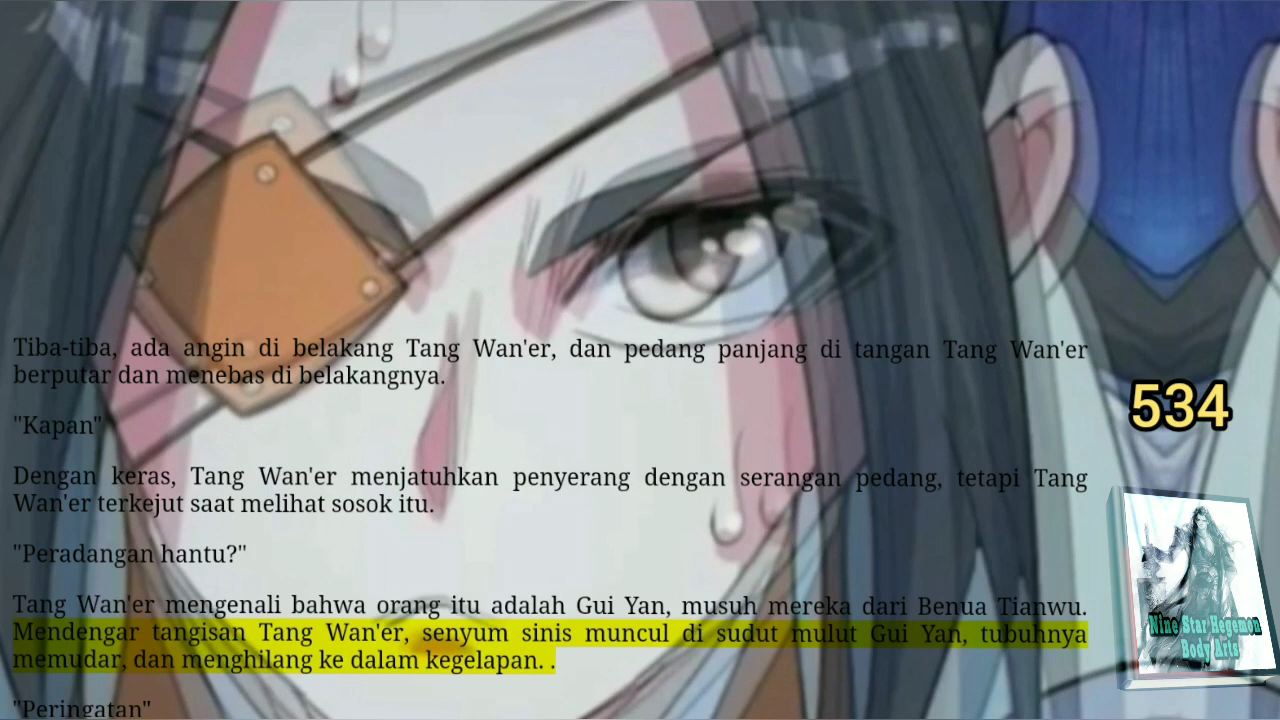 Tiba-tiba, ada angin di belakang Tang Wan'er, dan pedang panjang di tangan Tang Wan'er
berputar dan menebas di belakangnya.
"Kapan"
Dengan keras, Tang Wan'er menjatuhkan penyerang dengan serangan pedang, tetapi Tang
Wan'er terkejut saat melihat sosok itu.
"Peradangan hantu?"
Tang Wan'er mengenali bahwa orang itu adalah Gui Yan, musuh mereka dari Benua Tianwu.
Mendengar tangisan Tang Wan'er, senyum sinis muncul di sudut mulut Gui Yan, tubuhnya
memudar, dan menghilang ke dalam kegelapan. .
"Peringatan"
534
Nine Star Hegemon
Body Arts